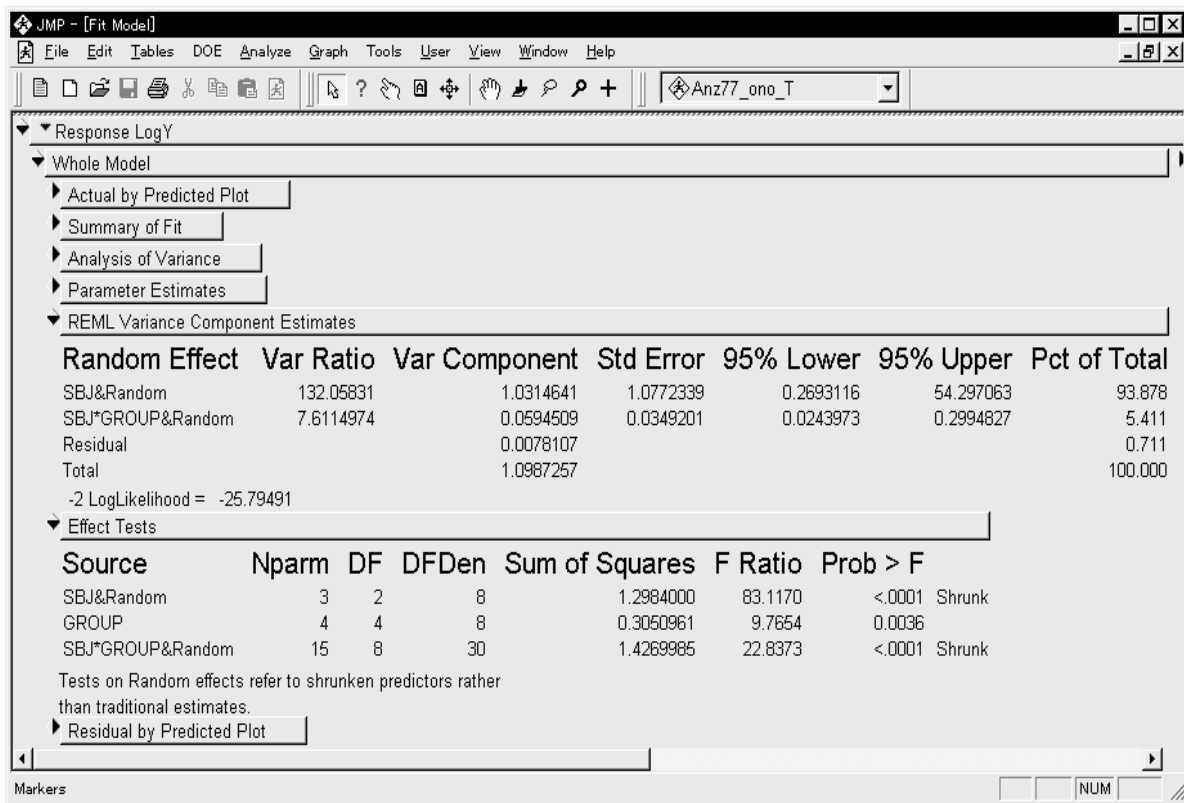 JMP - [Fit Model]
File Edit Tables DOE Analyze Graph Tools User View Window Help
Anz77_ono_T
Response LogY
Whole Model
Actual by Predicted Plot
Summary of Fit
Analysis of Variance
Parameter Estimates
REML Variance Component Estimates
Random Effect Var Ratio Var Component Std Error 95% Lower 95% Upper Pct of Total
SBJ&Random 132.05831 1.0314641 1.0772339 0.2693116 54.297063 93.878
SBJ*GROUP&Random 7.6114974 0.0594509 0.0349201 0.0243973 0.2994827 5.411
Residual 0.0078107 0.711
Total 1.0987257 100.000
-2 LogLikelihood = -25.79491
Effect Tests
Source Nparm DF DFDen Sum of Squares F Ratio Prob > F
SBJ&Random 3 2 8 1.2984000 83.1170 <.0001 Shrunk
GROUP 4 4 8 0.3050961 9.7654 0.0036
SBJ*GROUP&Random 15 8 30 1.4269985 22.8373 <.0001 Shrunk
Tests on Random effects refer to shrunken predictors rather
than traditional estimates.
Residual by Predicted Plot
Markers NUM